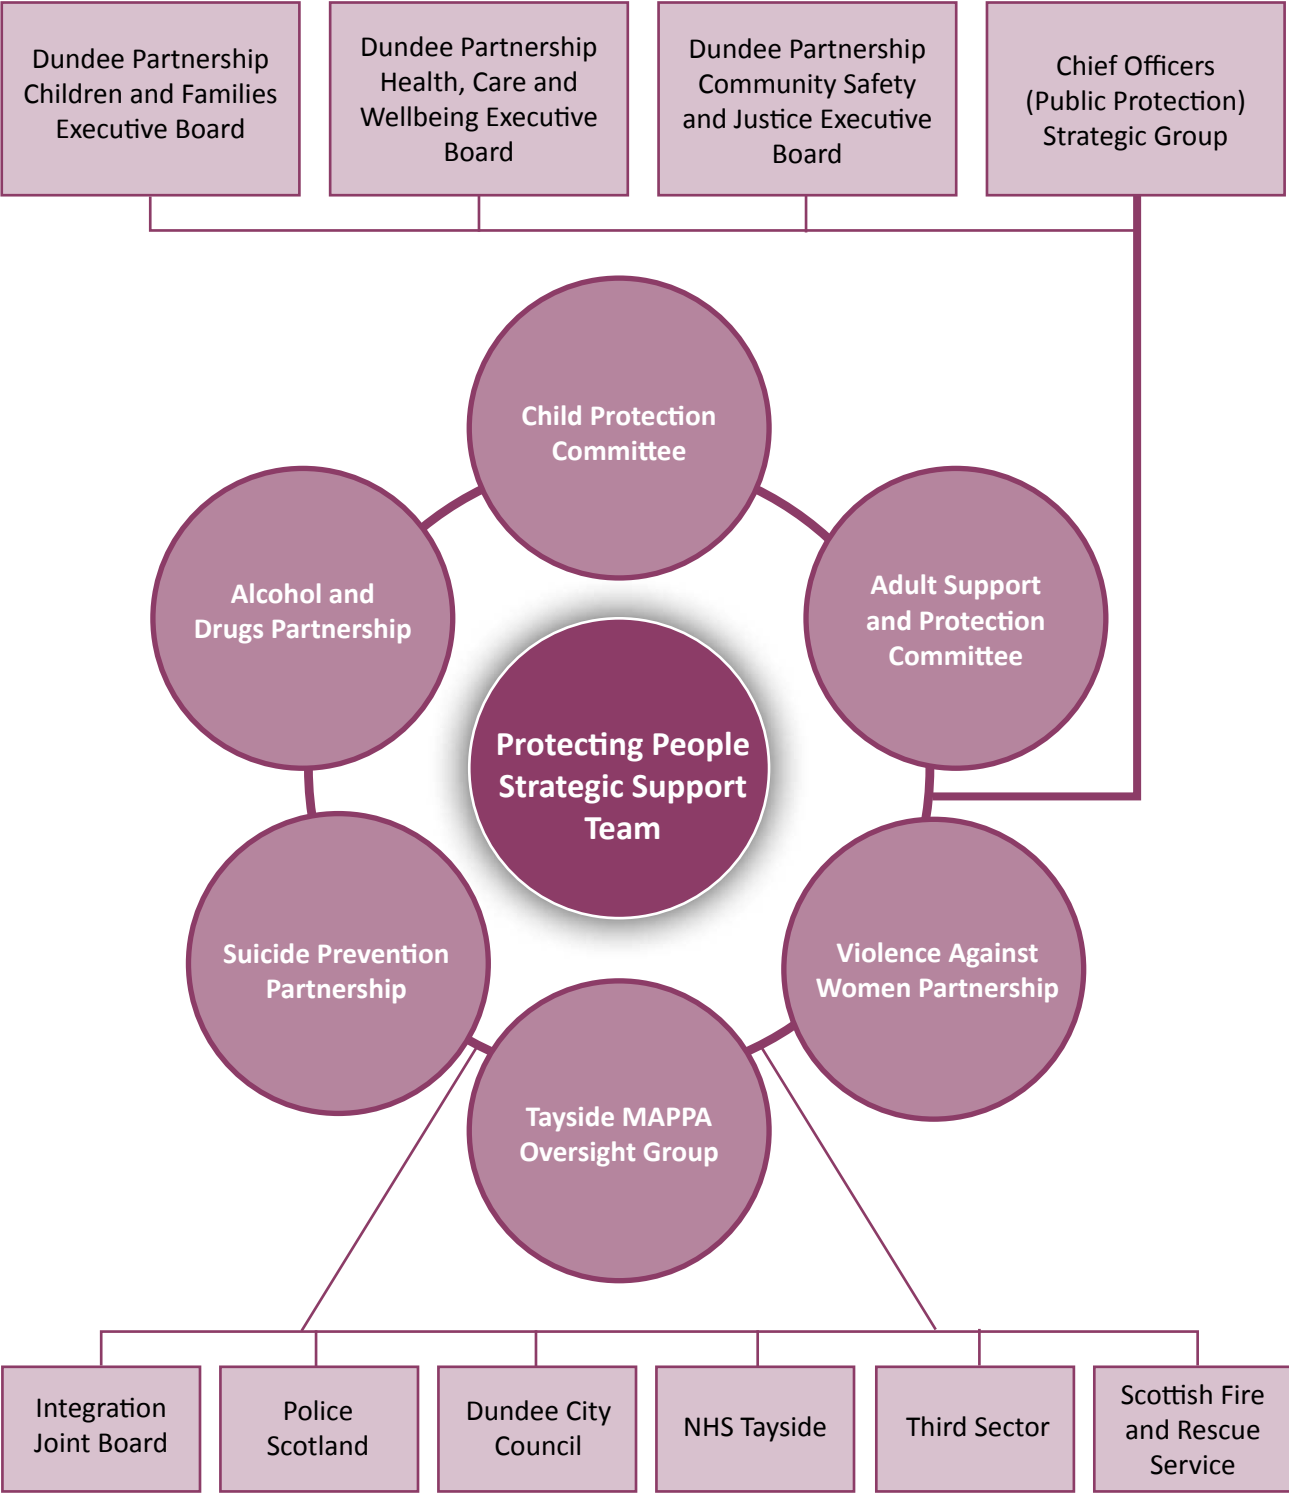 Dundee Partnership
Children and Families
Executive Board
Dundee Partnership
Health, Care and
Wellbeing Executive
Board
Dundee Partnership
Community Safety
and Justice Executive
Board
Chief Officers
(Public Protection)
Strategic Group
Child Protection
Committee
Alcohol and
Drugs Partnership
Adult Support
and Protection
Committee
Protecting People
Strategic Support
Team
Suicide Prevention
Partnership
Violence Against
Women Partnership
Tayside MAPPA
Oversight Group
Integration
Joint Board
Police
Scotland
Dundee City
Council
NHS Tayside
Third Sector
Scottish Fire
and Rescue
Service